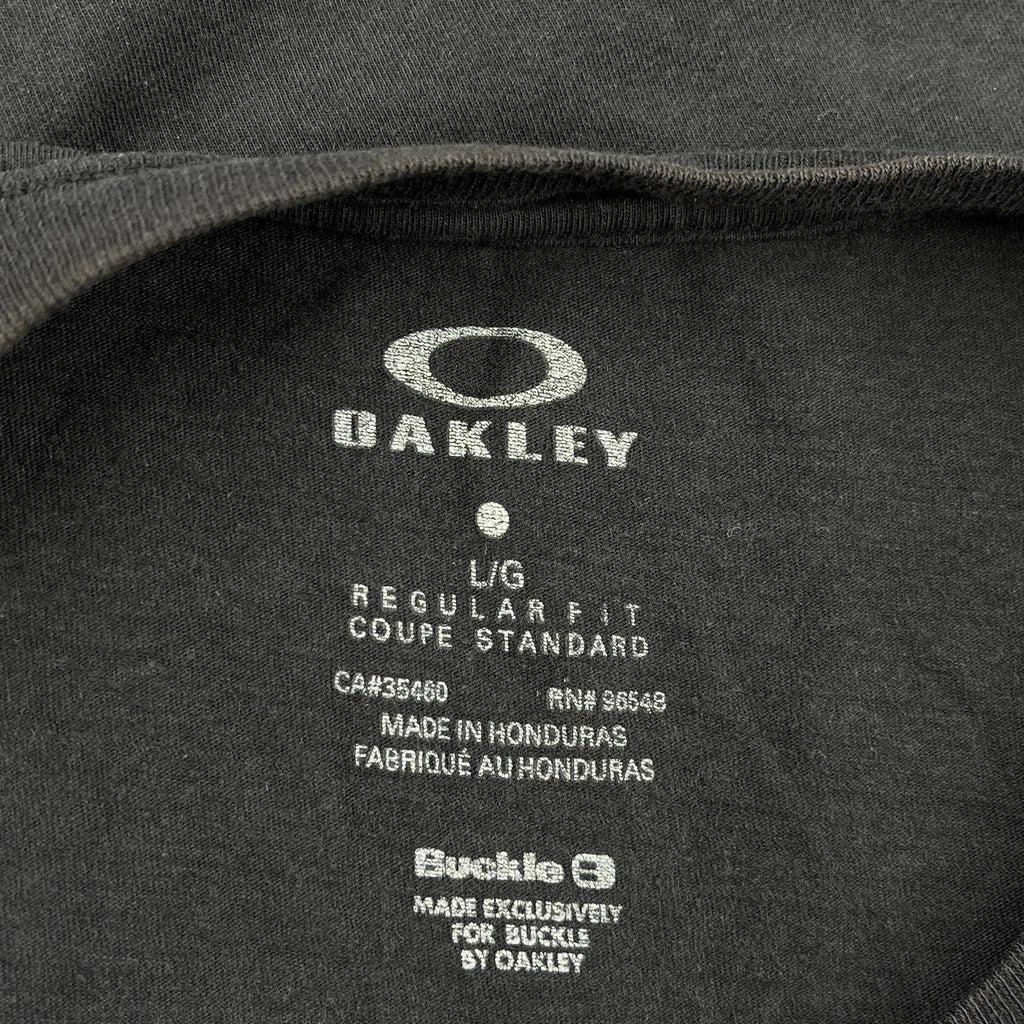 OAKLEY
L/G
REGULAR FIT
COUPE STANDARD
CA#35460 RN# 96548
MADE IN HONDURAS
FABRIQUÉ AU HONDURAS
Buckle B
MADE EXCLUSIVELY
FOR BUCKLE
BY OAKLEY